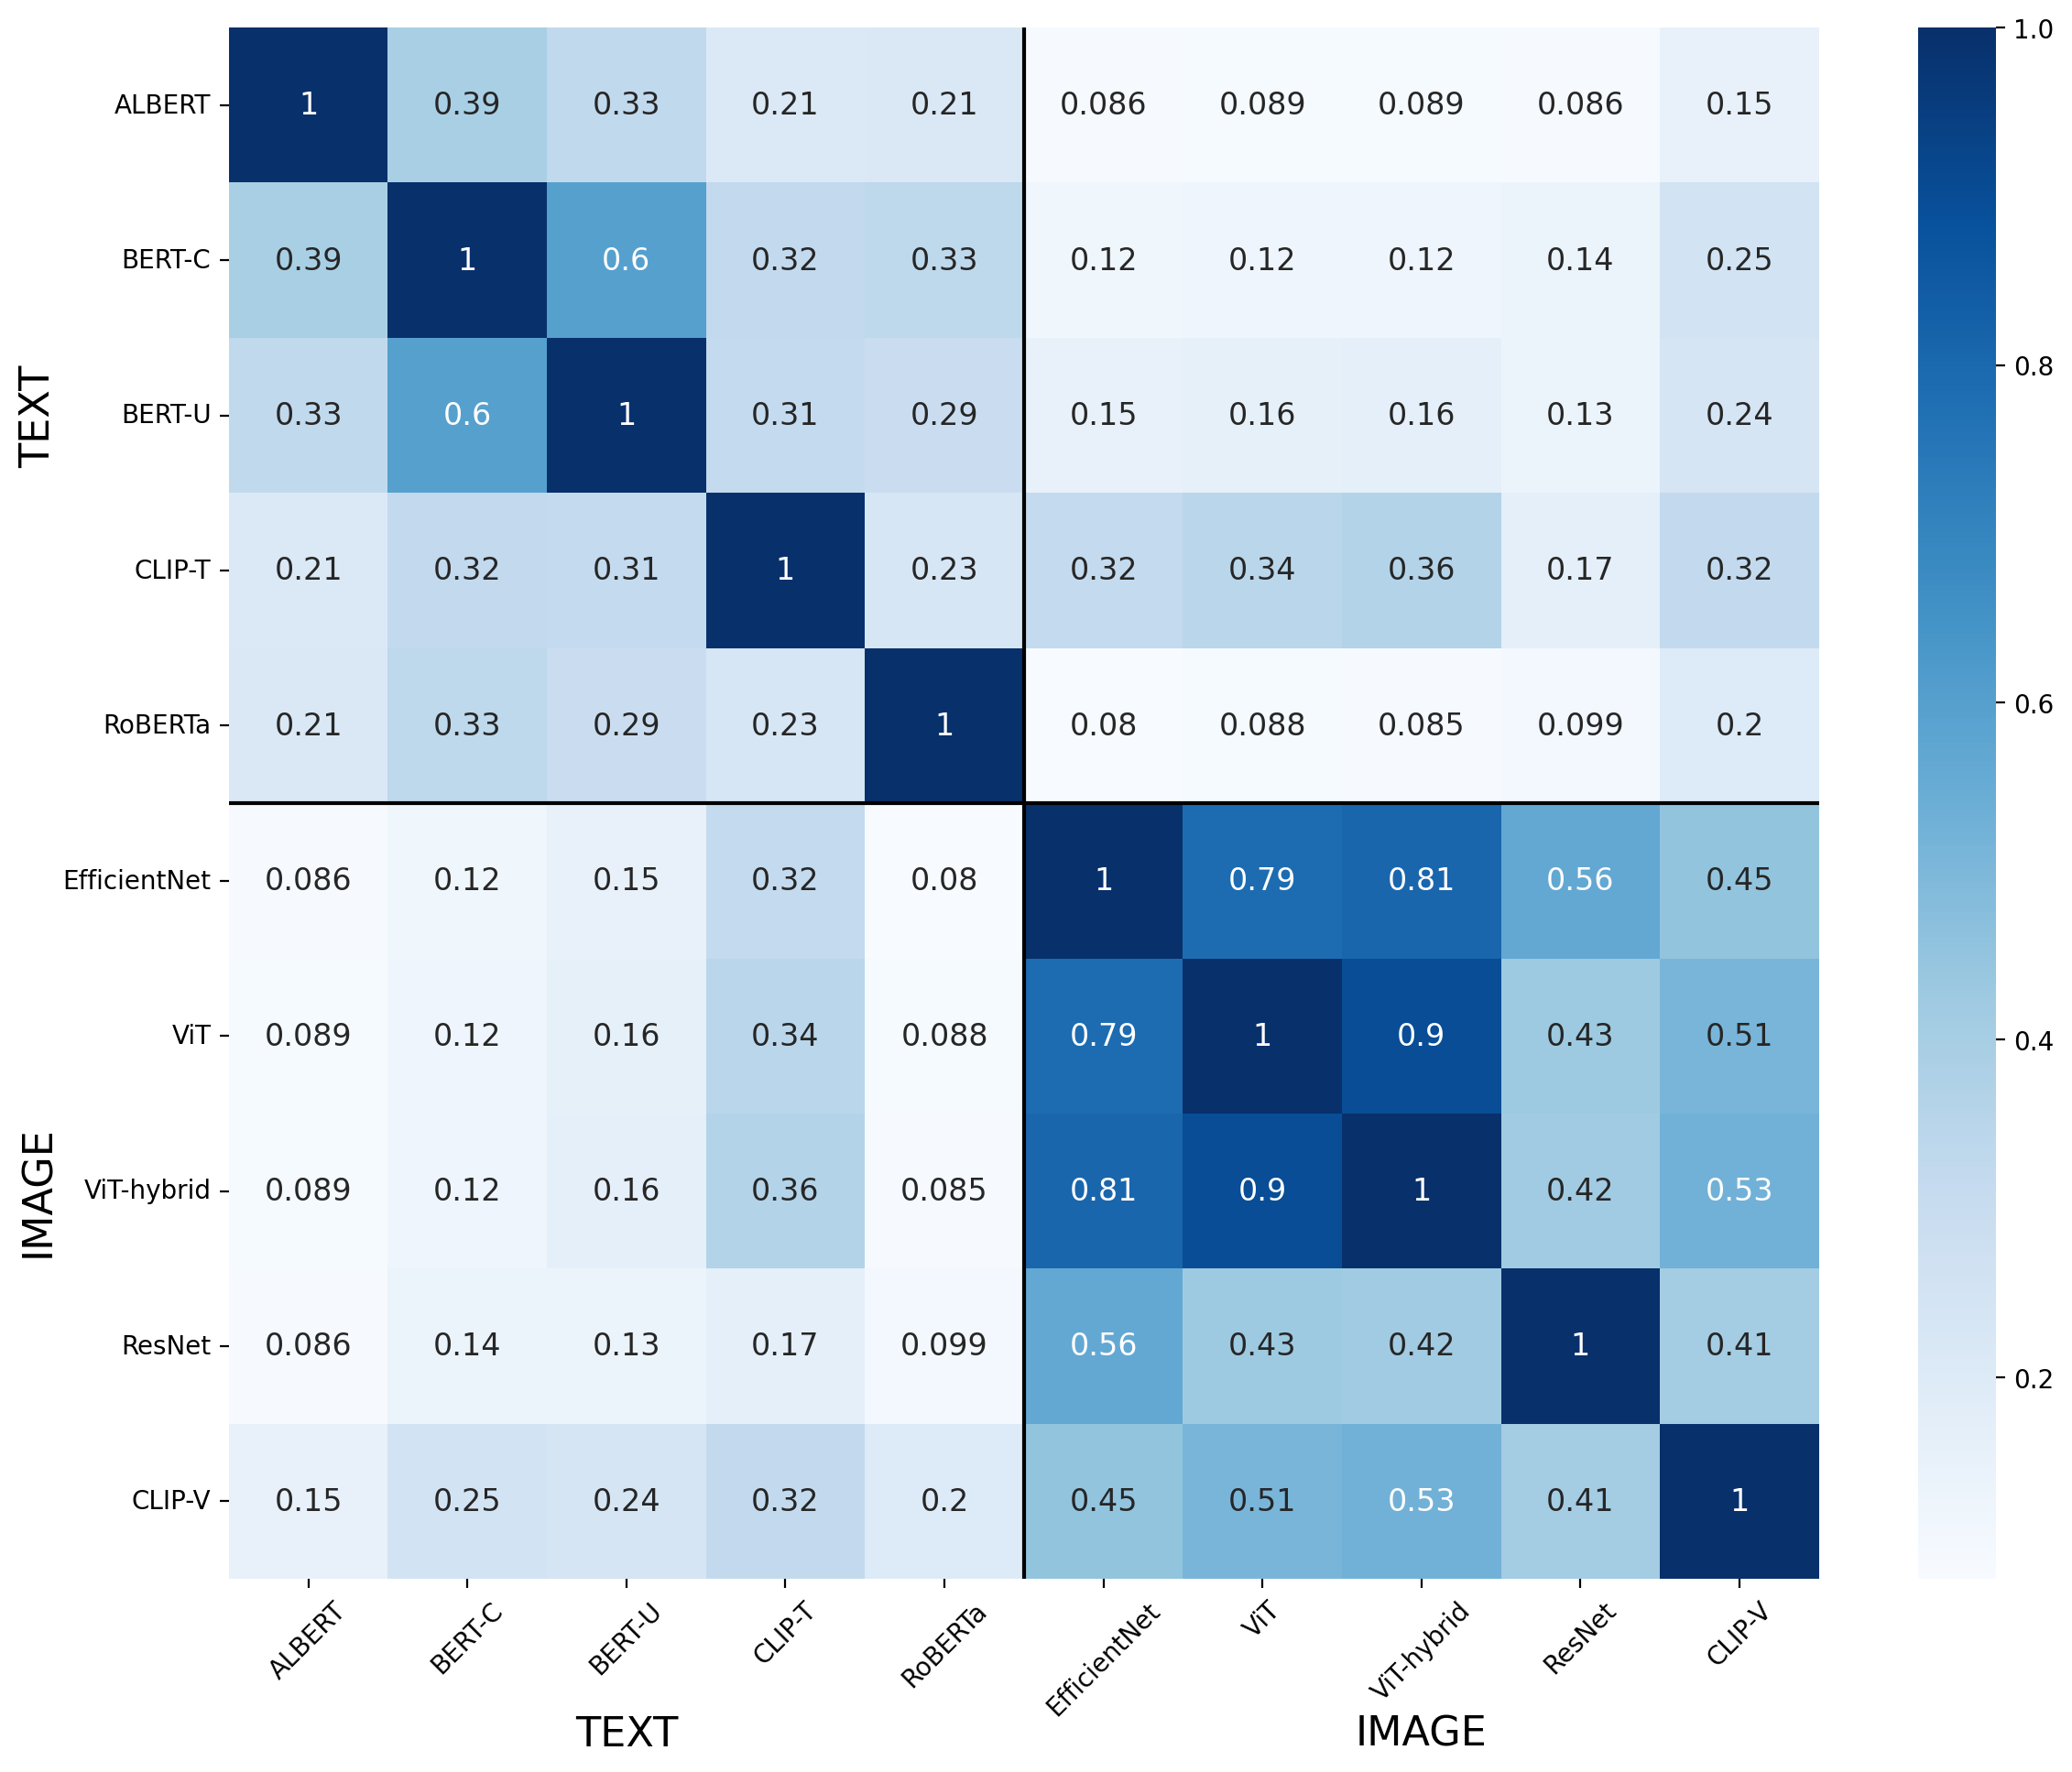 TEXT
IMAGE
ALBERT 1 0.39 0.33 0.21 0.21 0.086 0.089 0.089 0.086 0.15
BERT-C 0.39 1 0.6 0.32 0.33 0.12 0.12 0.12 0.14 0.25
BERT-U 0.33 0.6 1 0.31 0.29 0.15 0.16 0.16 0.13 0.24
CLIP-T 0.21 0.32 0.31 1 0.23 0.32 0.34 0.36 0.17 0.32
RoBERTa 0.21 0.33 0.29 0.23 1 0.08 0.088 0.085 0.099 0.2
EfficientNet 0.086 0.12 0.15 0.32 0.08 1 0.79 0.81 0.56 0.45
ViT 0.089 0.12 0.16 0.34 0.088 0.79 1 0.9 0.43 0.51
ViT-hybrid 0.089 0.12 0.16 0.36 0.085 0.81 0.9 1 0.42 0.53
ResNet 0.086 0.14 0.13 0.17 0.099 0.56 0.43 0.42 1 0.41
CLIP-V 0.15 0.25 0.24 0.32 0.2 0.45 0.51 0.53 0.41 1
ALBERT BERT-C BERT-U CLIP-T RoBERTa EfficientNet ViT ViT-hybrid ResNet CLIP-V
TEXT IMAGE
1.0
0.8
0.6
0.4
0.2